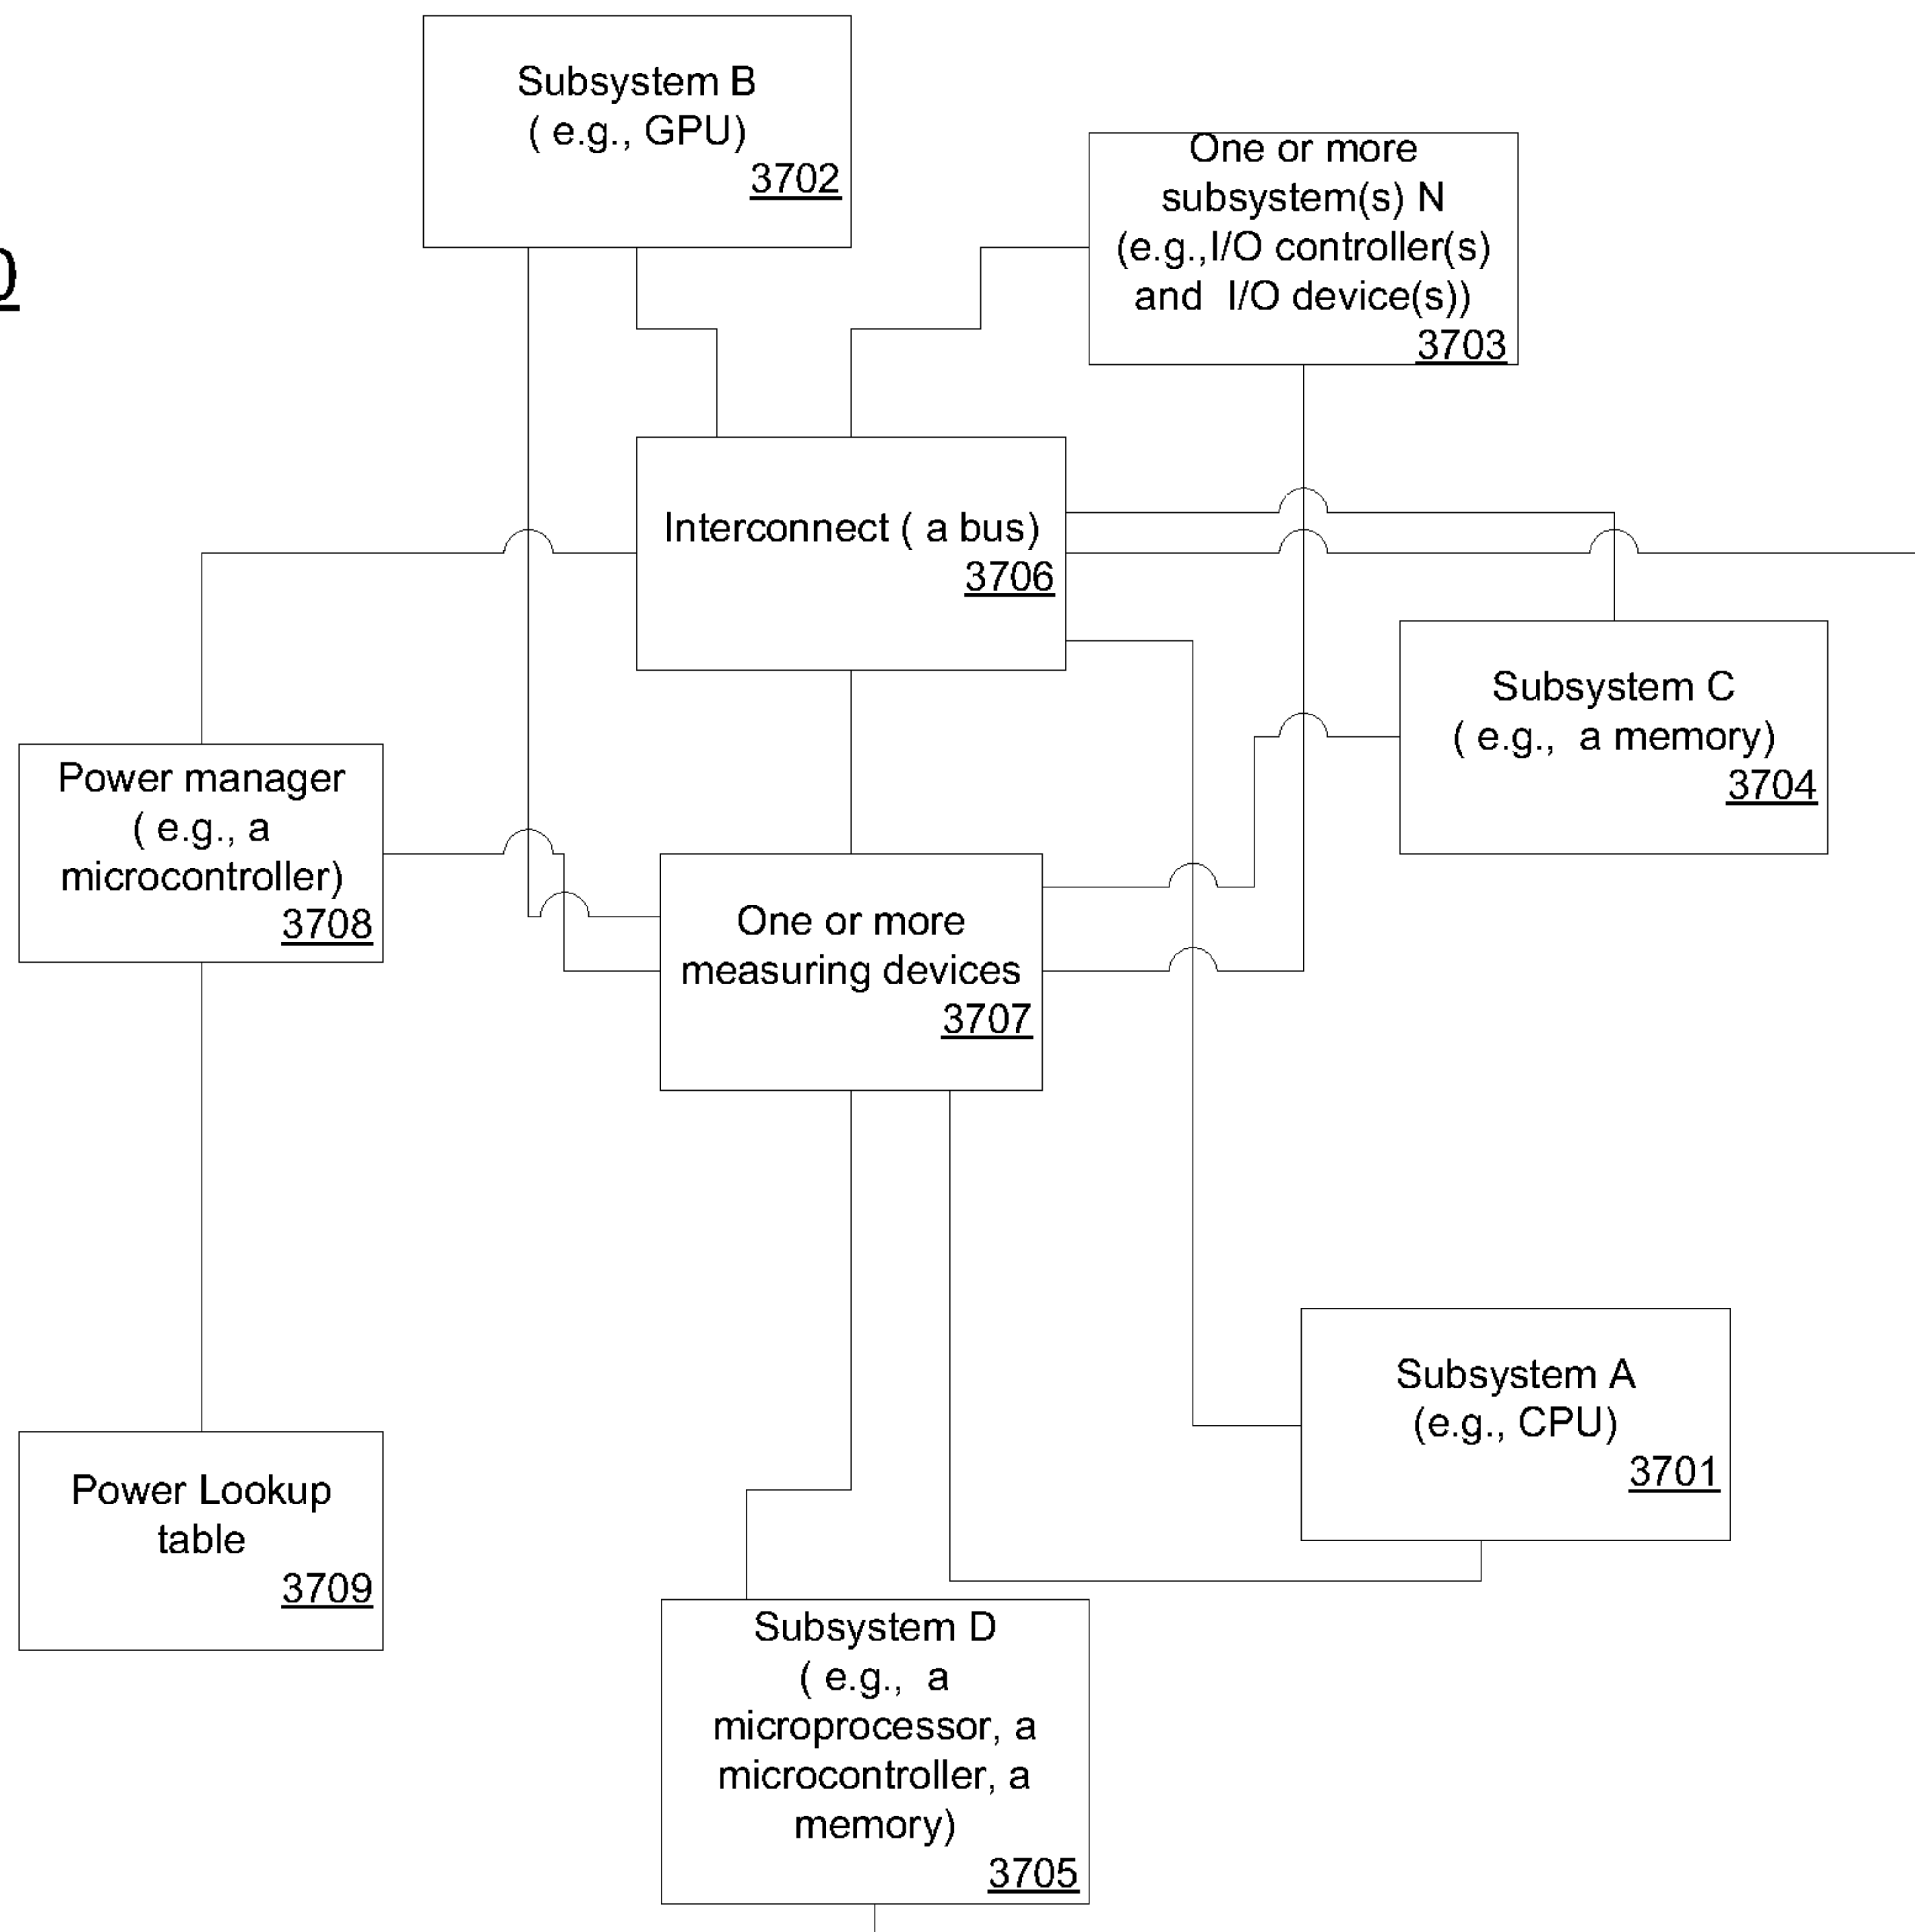 Subsystem B
( e.g., GPU)
3702
One or more
subsystem(s) N
(e.g.,I/O controller(s)
and I/O device(s))
3703
0
Interconnect ( a bus)
3706
Subsystem C
( e.g., a memory)
3704
Power manager
( e.g., a
microcontroller)
3708
One or more
measuring devices
3707
Subsystem A
(e.g., CPU)
3701
Power Lookup
table
3709
Subsystem D
( e.g., a
microprocessor, a
microcontroller, a
memory)
3705